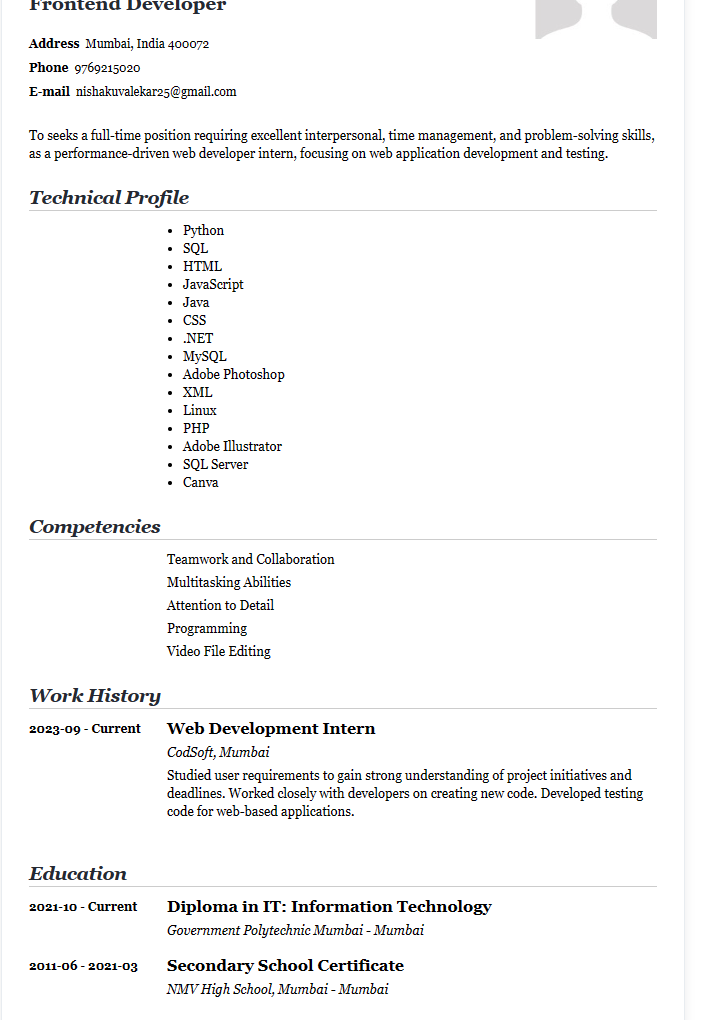 Frontend Developer
Address Mumbai, India 400072
Phone 9769215020
E-mail nishakuvalekar25@gmail.com
To seeks a full-time position requiring excellent interpersonal, time management, and problem-solving skills,
as a performance-driven web developer intern, focusing on web application development and testing.
Technical Profile
• Python
• SQL
• HTML
• JavaScript
• Java
• CSS
• .NET
• MySQL
• Adobe Photoshop
• XML
• Linux
• PHP
• Adobe Illustrator
• SQL Server
• Canva
Competencies
Teamwork and Collaboration
Multitasking Abilities
Attention to Detail
Programming
Video File Editing
Work History
2023-09 - Current Web Development Intern
CodSoft, Mumbai
Studied user requirements to gain strong understanding of project initiatives and
deadlines. Worked closely with developers on creating new code. Developed testing
code for web-based applications.
Education
2021-10 - Current Diploma in IT: Information Technology
Government Polytechnic Mumbai - Mumbai
2011-06 - 2021-03 Secondary School Certificate
NMV High School, Mumbai - Mumbai